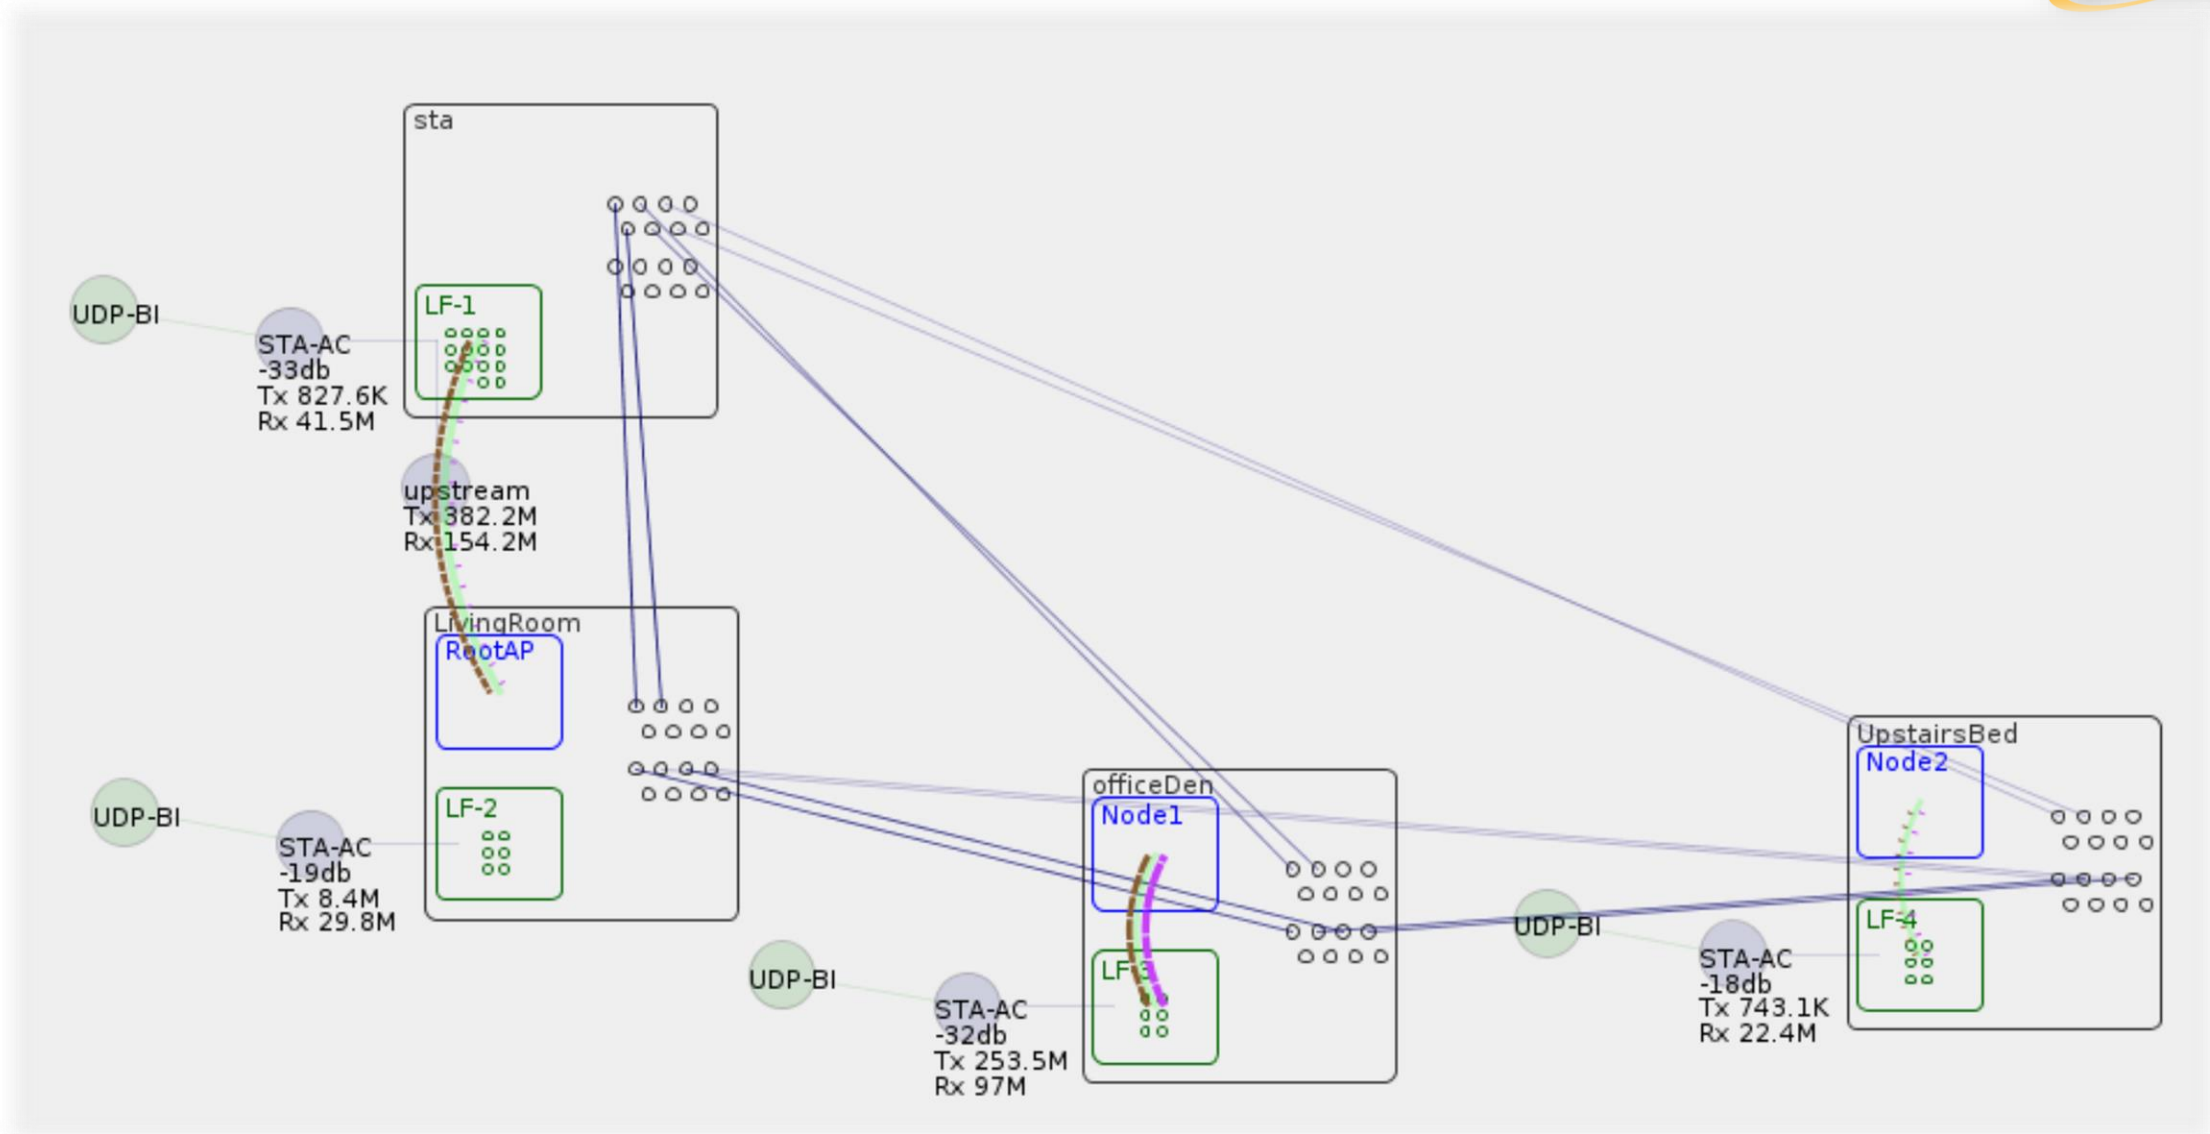 sta
LF-1
UDP-BI
STA-AC
-33db
Tx 827.6K
Rx 41.5M
upstream
Tx 382.2M
Rx 154.2M
LivingRoom
RootAP
LF-2
UDP-BI
STA-AC
-19db
Tx 8.4M
Rx 29.8M
officeDen
Node1
LF-3
UDP-BI
STA-AC
-32db
Tx 253.5M
Rx 97M
UpstairsBed
Node2
LF-4
UDP-BI
STA-AC
-18db
Tx 743.1K
Rx 22.4M